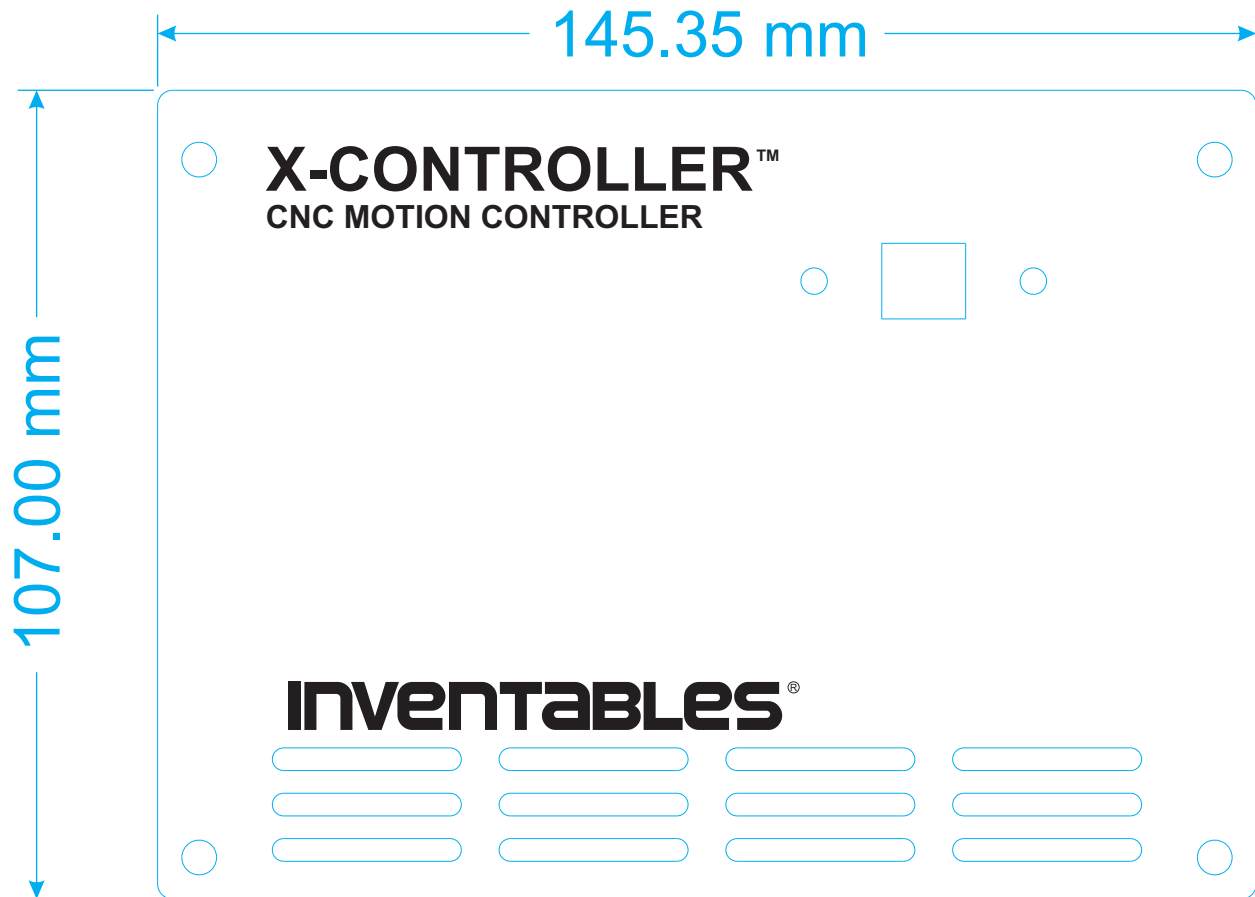 145.35 mm
X-CONTROLLER™
CNC MOTION CONTROLLER
107.00 mm
INVENTABLES®